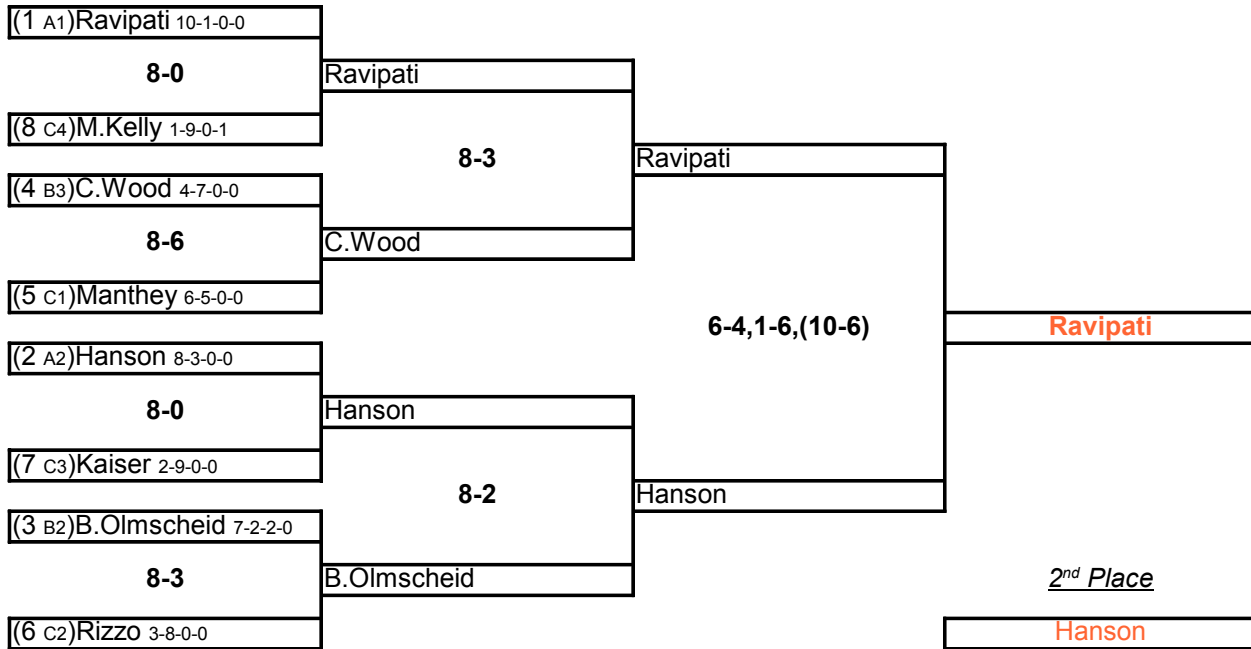 (1 A1)Ravipati 10-1-0-0
8-0
Ravipati
(8 C4)M.Kelly 1-9-0-1
8-3
Ravipati
(4 B3)C.Wood 4-7-0-0
8-6
C.Wood
(5 C1)Manthey 6-5-0-0
6-4,1-6,(10-6)
Ravipati
(2 A2)Hanson 8-3-0-0
8-0
Hanson
(7 C3)Kaiser 2-9-0-0
8-2
Hanson
(3 B2)B.Olmscheid 7-2-2-0
8-3
B.Olmscheid
2nd Place
(6 C2)Rizzo 3-8-0-0
Hanson